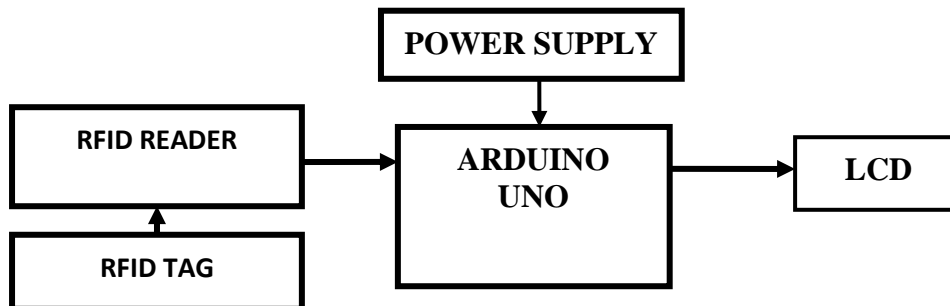 POWER SUPPLY
RFID READER
ARDUINO
UNO
LCD
RFID TAG